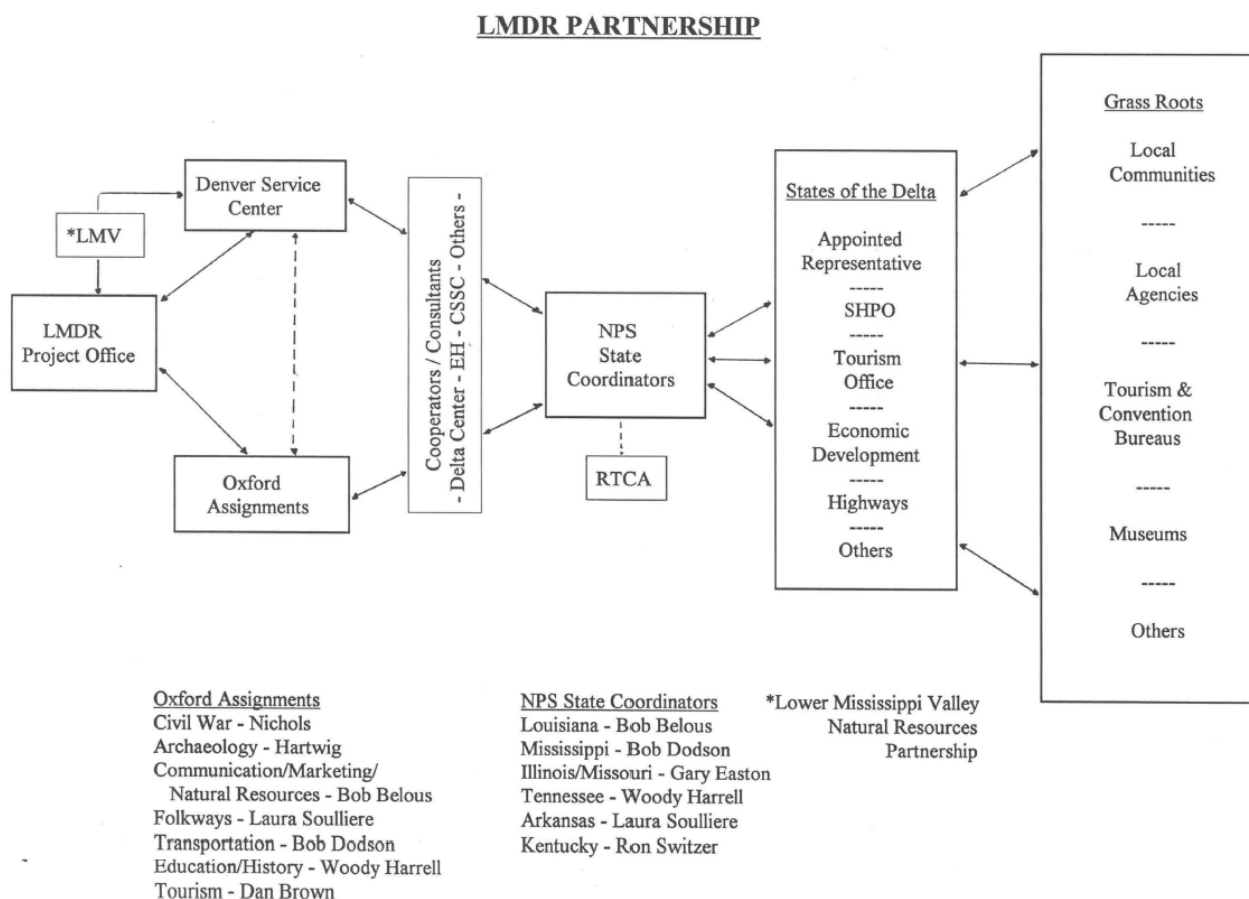 LMDR PARTNERSHIP
Denver Service
Center
*LMV
LMDR
Project Office
Oxford
Assignments
Cooperators / Consultants
- Delta Center - EH - CSSC - Others -
NPS
State
Coordinators
RTCA
States of the Delta
Appointed
Representative
-----
SHPO
-----
Tourism
Office
-----
Economic
Development
-----
Highways
-----
Others
Grass Roots
Local
Communities
-----
Local
Agencies
-----
Tourism &
Convention
Bureaus
-----
Museums
-----
Others
Oxford Assignments
Civil War - Nichols
Archaeology - Hartwig
Communication/Marketing/
Natural Resources - Bob Belous
Folkways - Laura Soulliere
Transportation - Bob Dodson
Education/History - Woody Harrell
Tourism - Dan Brown
NPS State Coordinators
Louisiana - Bob Belous
Mississippi - Bob Dodson
Illinois/Missouri - Gary Easton
Tennessee - Woody Harrell
Arkansas - Laura Soulliere
Kentucky - Ron Switzer
*Lower Mississippi Valley
Natural Resources
Partnership